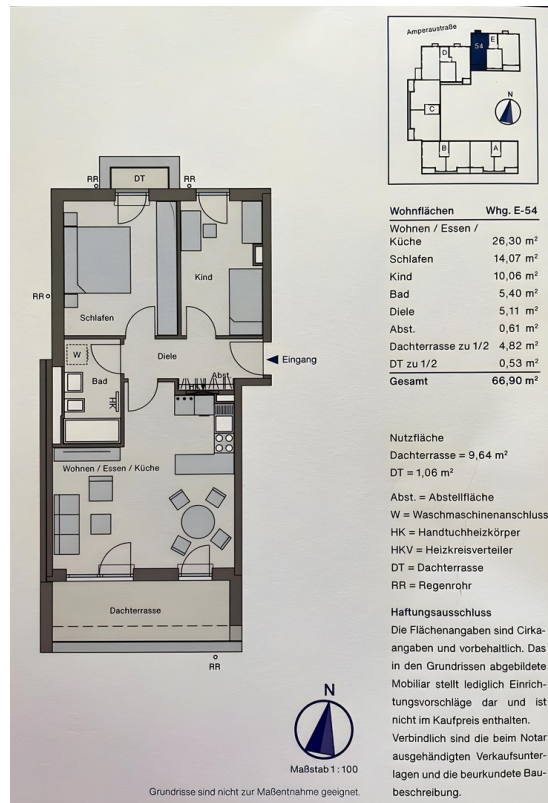 Amperaustraße
54
E
D
C
B
A
N
RR
DT
RR
Kind
Schlafen
RR
W
Diele
Eingang
Bad
Abst.
HK
HKV
Wohnen / Essen / Küche
Dachterrasse
RR
N
Maßstab 1 : 100
Grundrisse sind nicht zur Maßentnahme geeignet.
Wohnflächen Whg. E-54
Wohnen / Essen /
Küche 26,30 m²
Schlafen 14,07 m²
Kind 10,06 m²
Bad 5,40 m²
Diele 5,11 m²
Abst. 0,61 m²
Dachterrasse zu 1/2 4,82 m²
DT zu 1/2 0,53 m²
Gesamt 66,90 m²
Nutzfläche
Dachterrasse = 9,64 m²
DT = 1,06 m²
Abst. = Abstellfläche
W = Waschmaschinenanschluss
HK = Handtuchheizkörper
HKV = Heizkreisverteiler
DT = Dachterrasse
RR = Regenrohr
Haftungsausschluss
Die Flächenangaben sind Cirka-
angaben und vorbehaltlich. Das
in den Grundrissen abgebildete
Mobiliar stellt lediglich Einrich-
tungsvorschläge dar und ist
nicht im Kaufpreis enthalten.
Verbindlich sind die beim Notar
ausgehändigten Verkaufsunter-
lagen und die beurkundete Bau-
beschreibung.